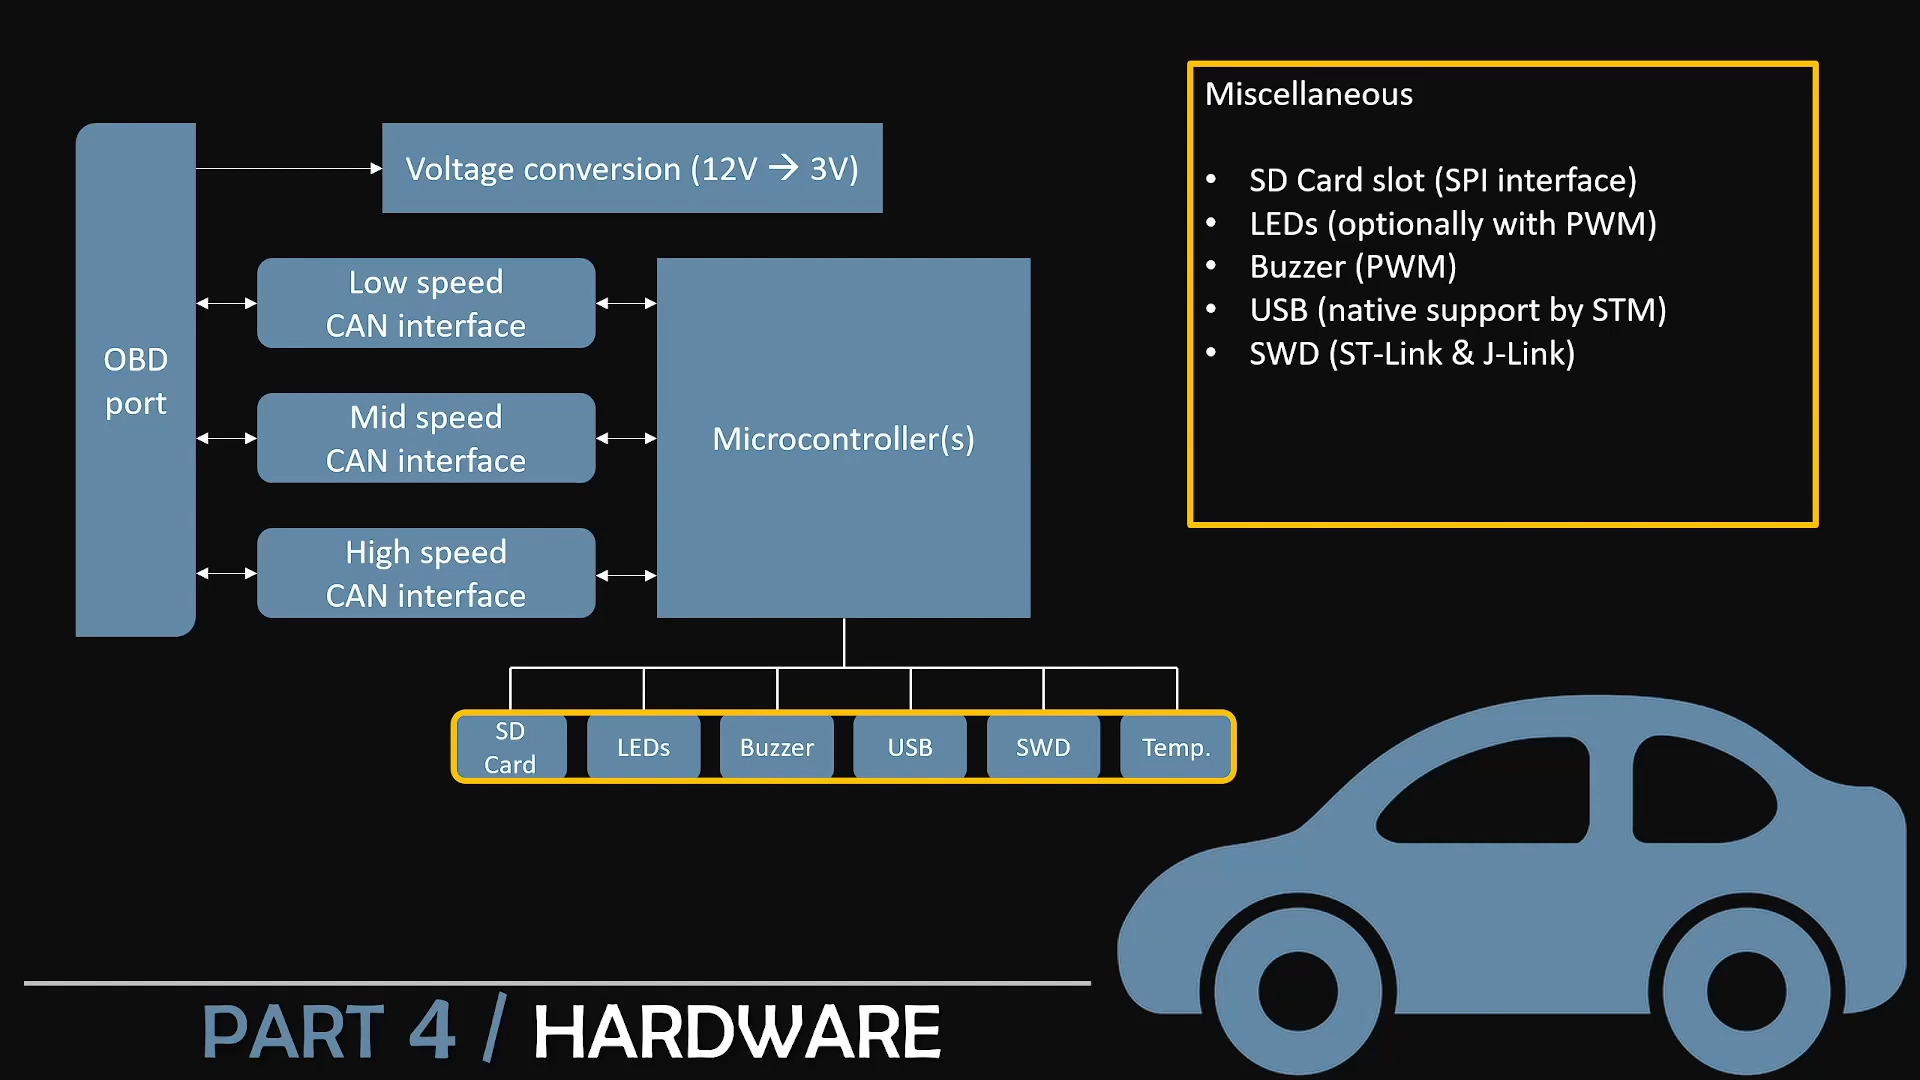 Miscellaneous
Voltage conversion (12V → 3V)
• SD Card slot (SPI interface)
• LEDs (optionally with PWM)
• Buzzer (PWM)
• USB (native support by STM)
• SWD (ST-Link & J-Link)
OBD
port
Low speed
CAN interface
Mid speed
CAN interface
High speed
CAN interface
Microcontroller(s)
SD
Card
LEDs
Buzzer
USB
SWD
Temp.
PART 4 / HARDWARE